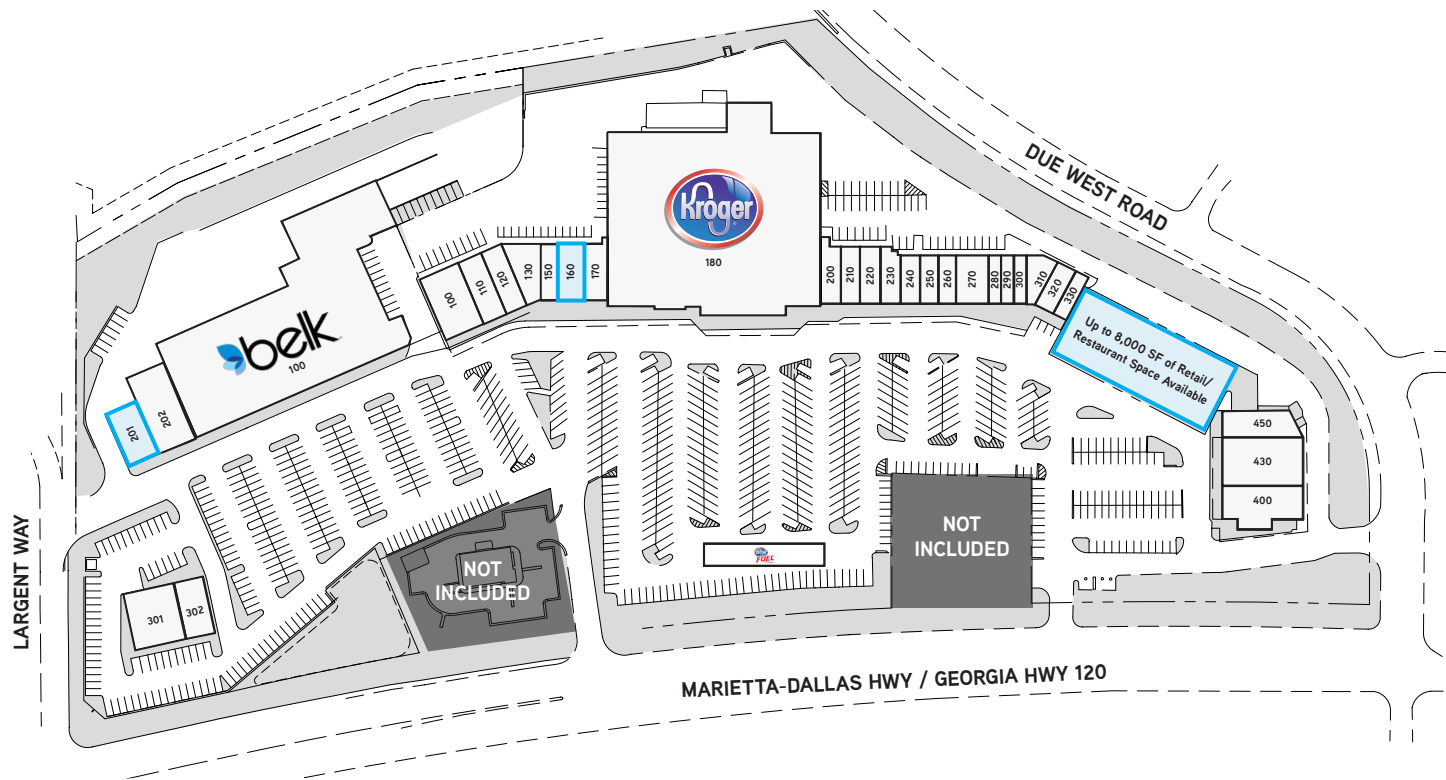 DUE WEST ROAD
Kroger
180
belk
100
201
202
100
110
120
130
150
160
170
200
210
220
230
240
250
260
270
280
290
300
310
320
330
Up to 8,000 SF of Retail/
Restaurant Space Available
450
430
400
NOT
INCLUDED
NOT
INCLUDED
FUEL
301
302
LARGENT WAY
MARIETTA-DALLAS HWY / GEORGIA HWY 120